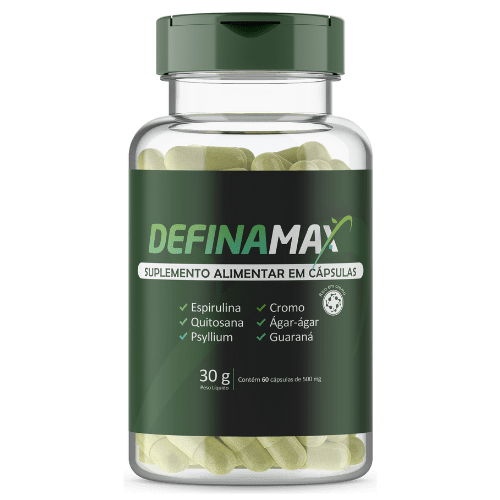 DEFINAMAX
SUPLEMENTO ALIMENTAR EM CÁPSULAS
Espirulina
Cromo
Quitosana
Ágar-ágar
Psyllium
Guaraná
30 g
Peso Líquido
Contém 60 cápsulas de 500 mg